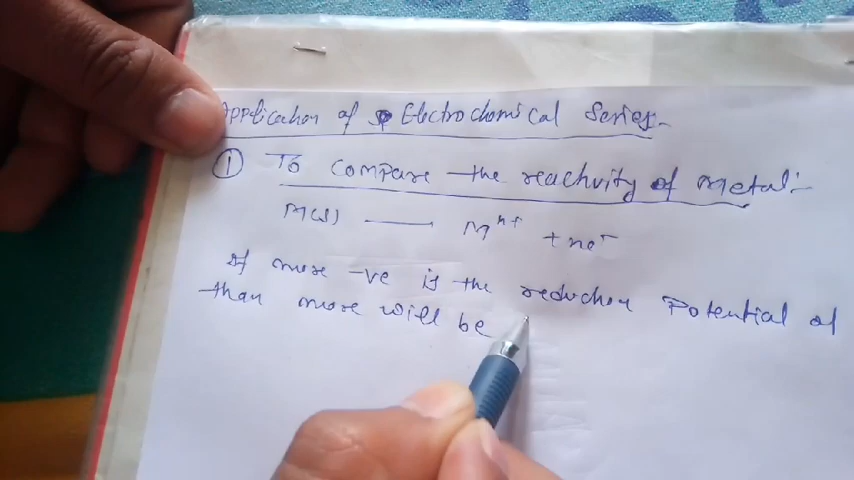 Application of Electrochemical Series
① To compare the reactivity of metal:-
M(s) → Mn+ + ne-
If more -ve is the reduction Potential of
than more will be